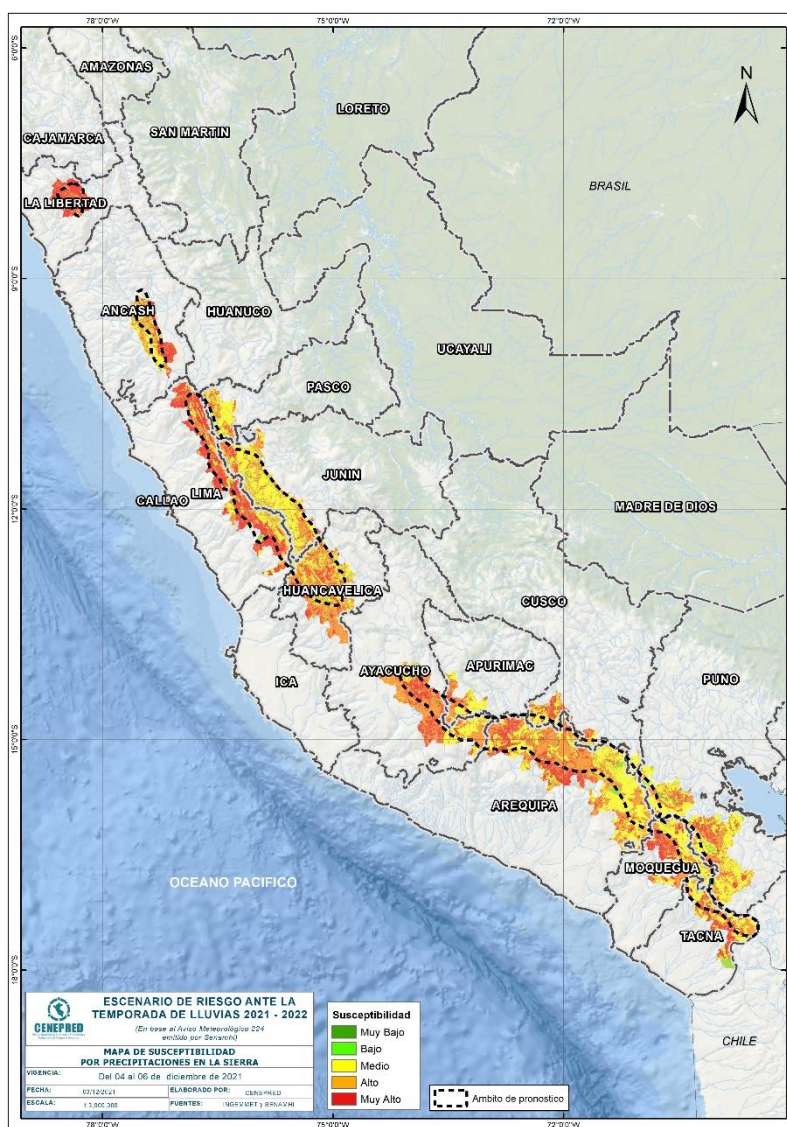 78°0'0"W
75°0'0"W
72°0'0"W
6°0'0"S
N
AMAZONAS
LORETO
SAN MARTIN
CAJAMARCA
BRASIL
LA LIBERTAD
9°0'0"S
ANCASH
HUANUCO
UCAYALI
PASCO
JUNIN
LIMA
CALLAO
12°0'0"S
MADRE DE DIOS
HUANCAVELICA
CUSCO
ICA
AYACUCHO
APURIMAC
PUNO
15°0'0"S
AREQUIPA
MOQUEGUA
OCEANO PACIFICO
TACNA
18°0'0"S
CHILE
CENEPRED
ESCENARIO DE RIESGO ANTE LA
TEMPORADA DE LLUVIAS 2021 - 2022
(En base al Aviso Meteorológico 224
emitido por Senamhi)
MAPA DE SUSCEPTIBILIDAD
POR PRECIPITACIONES EN LA SIERRA
VIGENCIA: Del 04 al 06 de diciembre de 2021
FECHA: 03/12/2021 ELABORADO POR: CENEPRED
ESCALA: FUENTES: INGEMMET y SENAMHI
Susceptibilidad
Muy Bajo
Bajo
Medio
Alto
Muy Alto
Ambito de pronostico
78°0'0"W
75°0'0"W
72°0'0"W